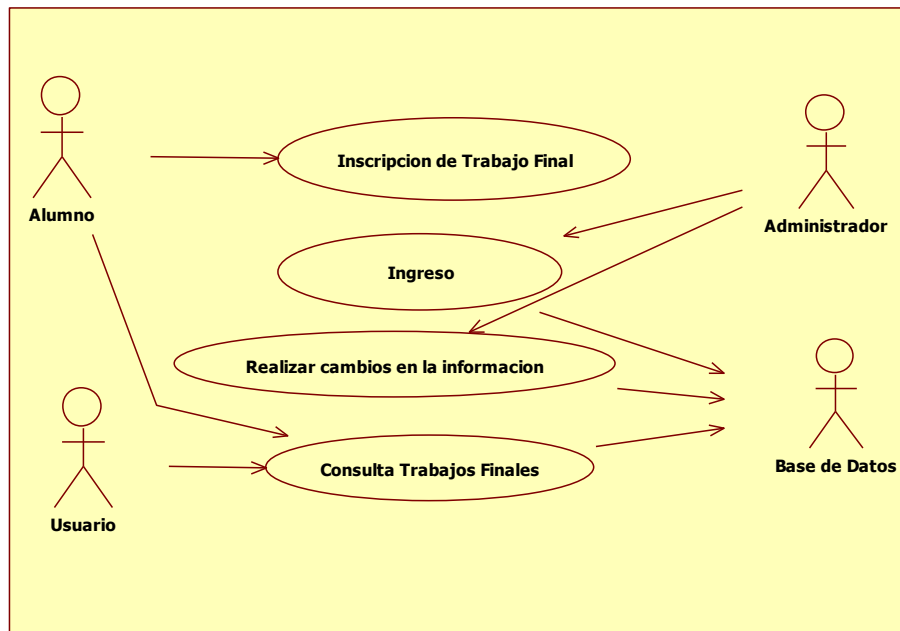 Inscripcion de Trabajo Final
Alumno
Administrador
Ingreso
Realizar cambios en la informacion
Consulta Trabajos Finales
Base de Datos
Usuario